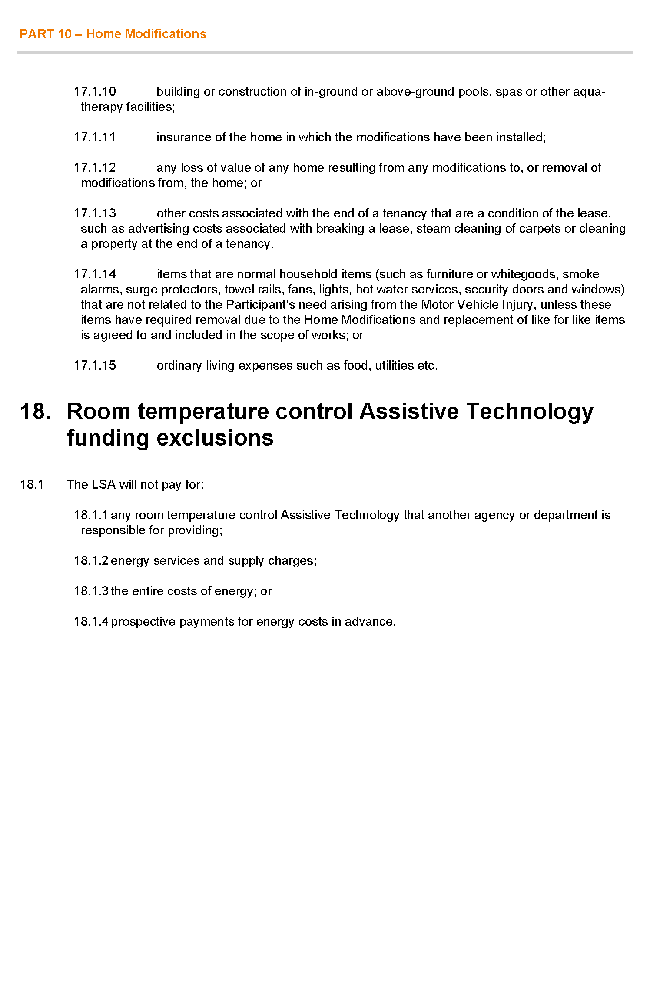 PART 10 – Home Modifications
17.1.10 building or construction of in-ground or above-ground pools, spas or other aqua-
therapy facilities;
17.1.11 insurance of the home in which the modifications have been installed;
17.1.12 any loss of value of any home resulting from any modifications to, or removal of
modifications from, the home; or
17.1.13 other costs associated with the end of a tenancy that are a condition of the lease,
such as advertising costs associated with breaking a lease, steam cleaning of carpets or cleaning
a property at the end of a tenancy.
17.1.14 items that are normal household items (such as furniture or whitegoods, smoke
alarms, surge protectors, towel rails, fans, lights, hot water services, security doors and windows)
that are not related to the Participant’s need arising from the Motor Vehicle Injury, unless these
items have required removal due to the Home Modifications and replacement of like for like items
is agreed to and included in the scope of works; or
17.1.15 ordinary living expenses such as food, utilities etc.
18. Room temperature control Assistive Technology
funding exclusions
18.1 The LSA will not pay for:
18.1.1 any room temperature control Assistive Technology that another agency or department is
responsible for providing;
18.1.2 energy services and supply charges;
18.1.3 the entire costs of energy; or
18.1.4 prospective payments for energy costs in advance.